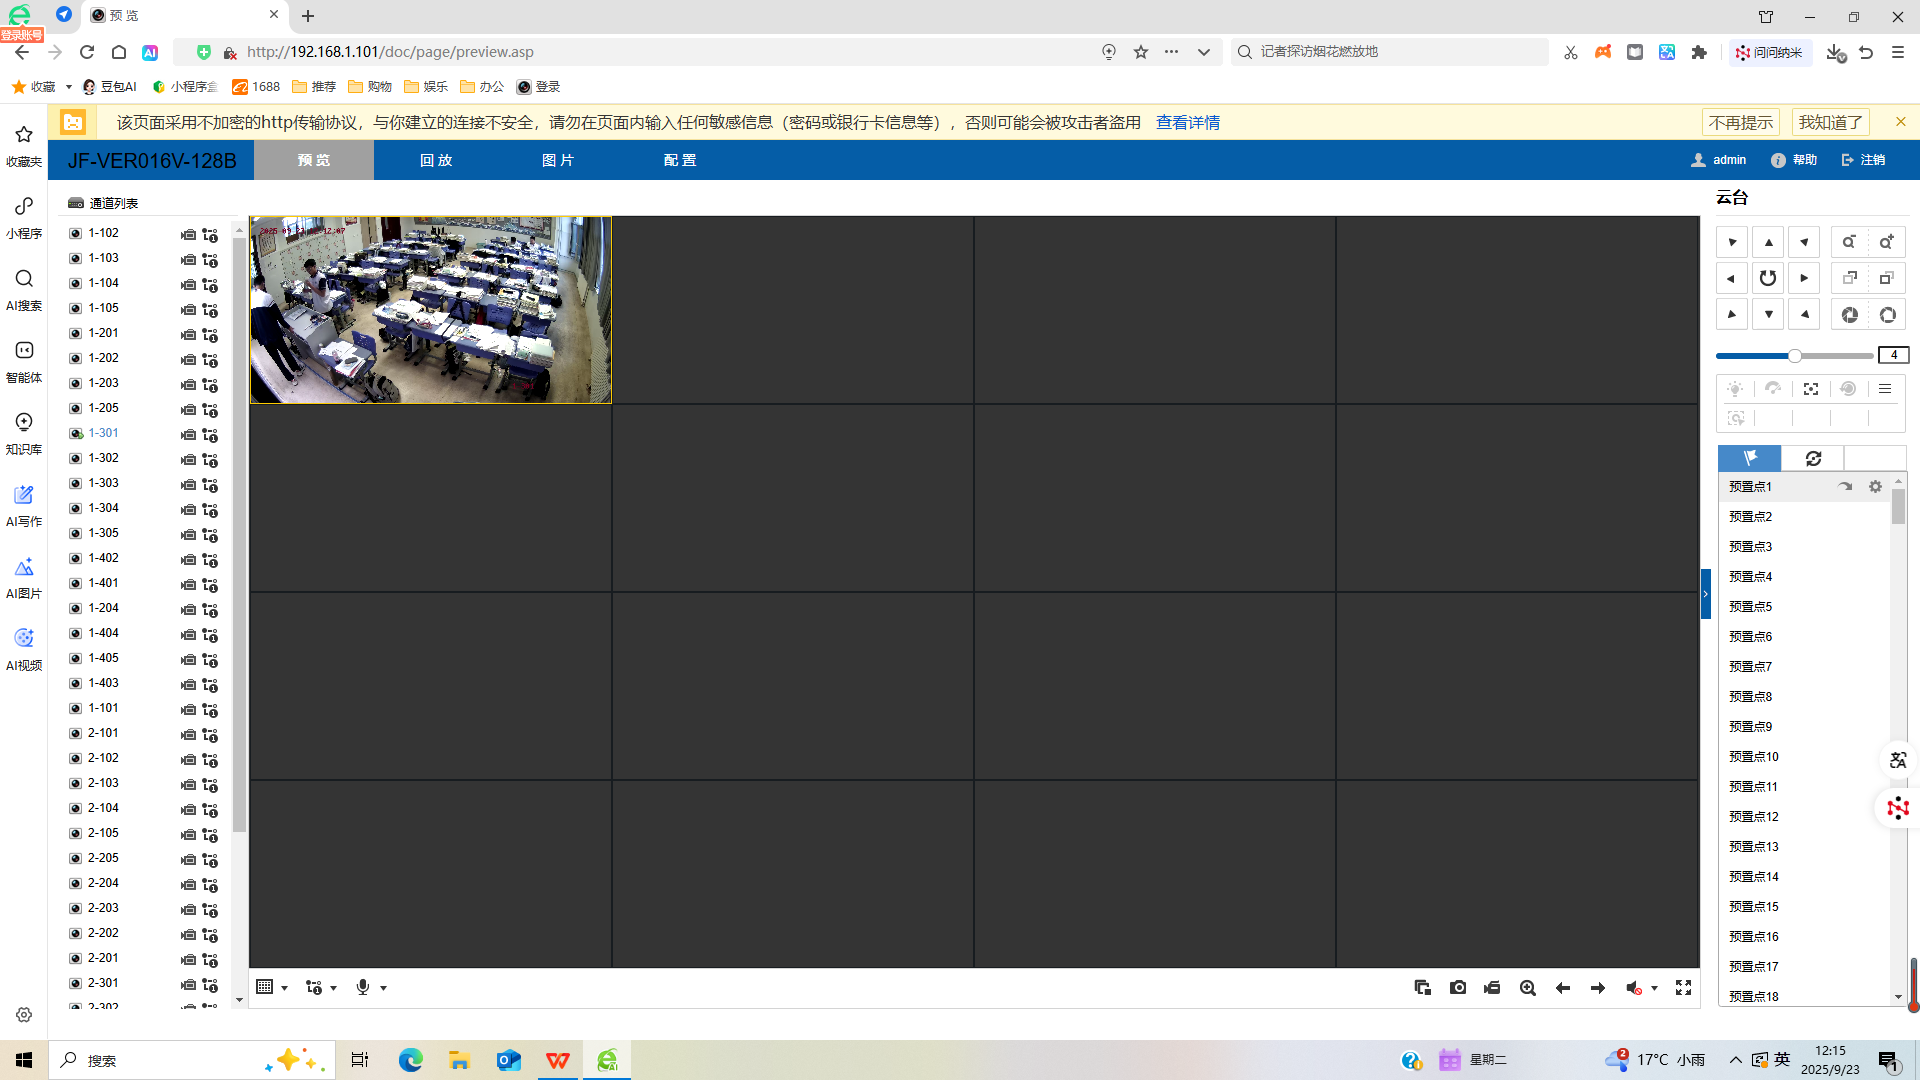 登录账号
预 览
http://192.168.1.101/doc/page/preview.asp
记者探访烟花燃放地
问问纳米
收藏
豆包AI
小程序盒
1688
推荐
购物
娱乐
办公
登录
该页面采用不加密的http传输协议，与你建立的连接不安全，请勿在页面内输入任何敏感信息（密码或银行卡信息等），否则可能会被攻击者盗用 查看详情
不再提示
我知道了
收藏夹
小程序
AI搜索
智能体
知识库
AI写作
AI图片
AI视频
JF-VER016V-128B
预 览
回 放
图 片
配 置
admin
帮助
注销
通道列表
1-102
1-103
1-104
1-105
1-201
1-202
1-203
1-205
1-301
1-302
1-303
1-304
1-305
1-402
1-401
1-204
1-404
1-405
1-403
1-101
2-101
2-102
2-103
2-104
2-105
2-205
2-204
2-203
2-202
2-201
2-301
2-302
云台
4
预置点1
预置点2
预置点3
预置点4
预置点5
预置点6
预置点7
预置点8
预置点9
预置点10
预置点11
预置点12
预置点13
预置点14
预置点15
预置点16
预置点17
预置点18
搜索
星期二
2
17°C 小雨
英
12:15
2025/9/23
1